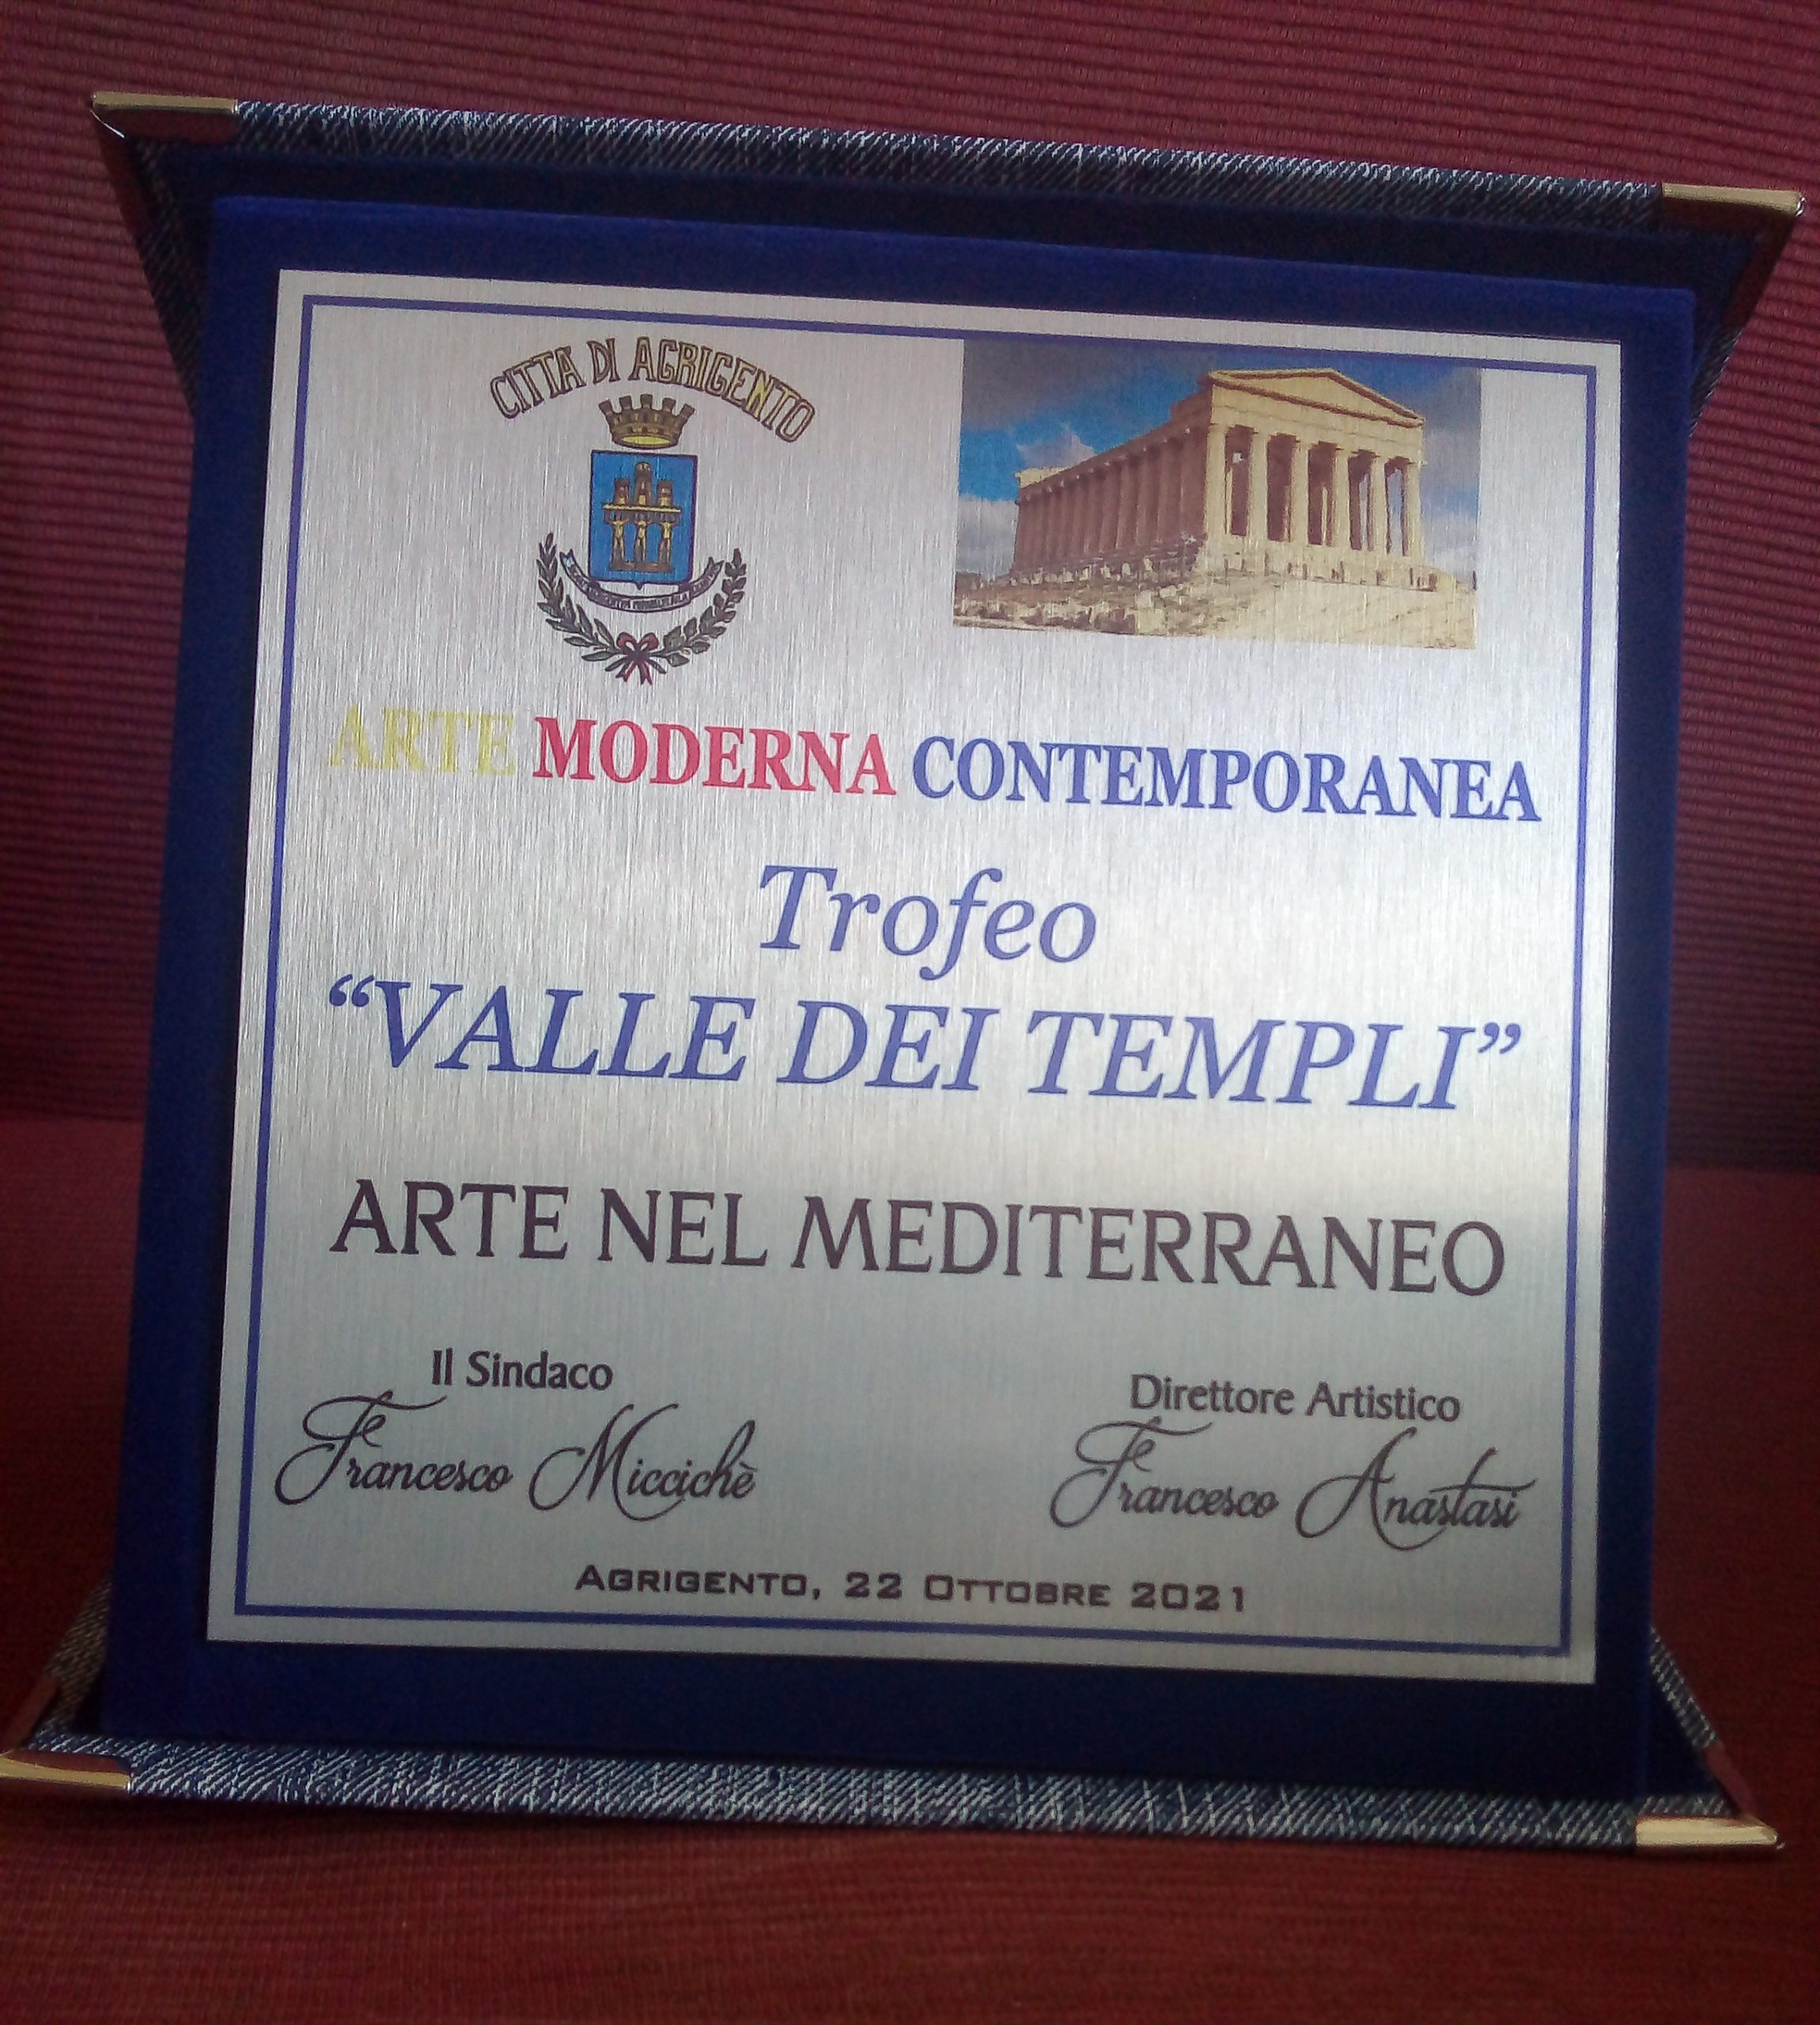 CITTA DI AGRIGENTO
ARTE MODERNA CONTEMPORANEA
Trofeo
“VALLE DEI TEMPLI”
ARTE NEL MEDITERRANEO
Il Sindaco
Francesco Miccichè
Direttore Artistico
Francesco Anastasi
AGRIGENTO, 22 OTTOBRE 2021